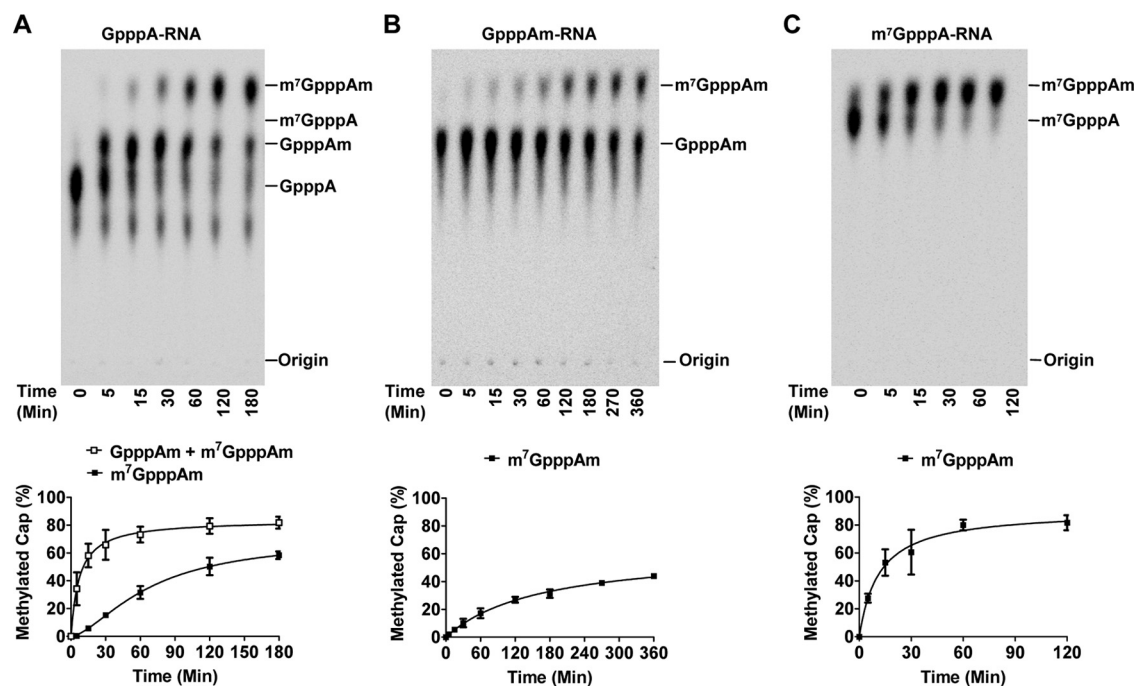 A
GpppA-RNA
m⁷GpppAm
m⁷GpppA
GpppAm
GpppA
Origin
Time (Min)
0 5 15 30 60 120 180
GpppAm + m⁷GpppAm
m⁷GpppAm
Methylated Cap (%)
100
80
60
40
20
0
0 30 60 90 120 150 180
Time (Min)
B
GpppAm-RNA
m⁷GpppAm
GpppAm
Origin
Time (Min)
0 5 15 30 60 120 180 270 360
m⁷GpppAm
Methylated Cap (%)
100
80
60
40
20
0
0 60 120 180 240 300 360
Time (Min)
C
m⁷GpppA-RNA
m⁷GpppAm
m⁷GpppA
Origin
Time (Min)
0 5 15 30 60 120
m⁷GpppAm
Methylated Cap (%)
100
80
60
40
20
0
0 30 60 90 120
Time (Min)